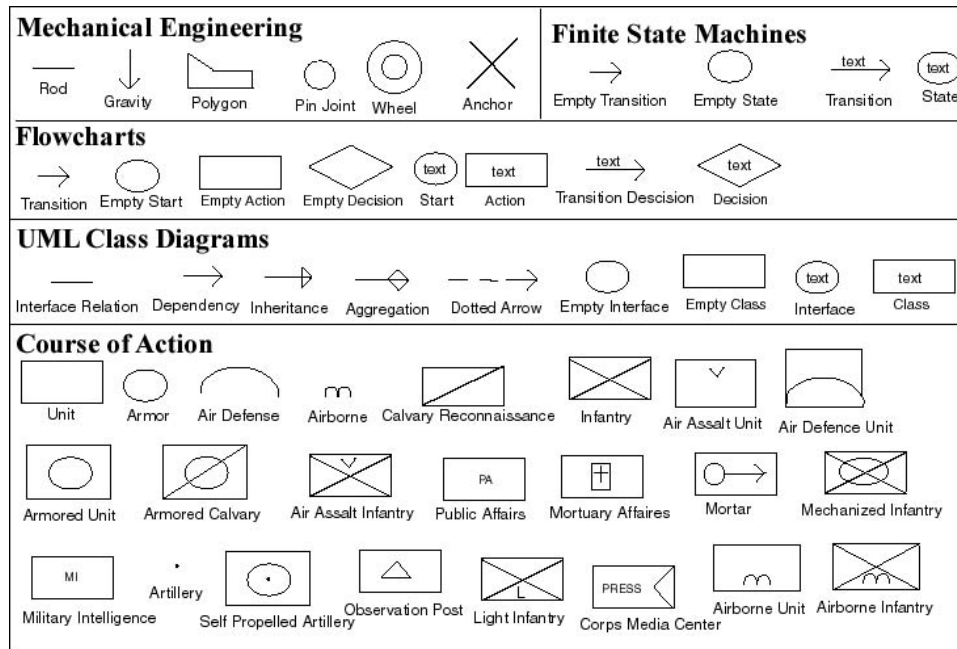 Mechanical Engineering
Rod
Gravity
Polygon
Pin Joint
Wheel
Anchor
Finite State Machines
text
text
Empty Transition
Empty State
Transition
State
Flowcharts
text
text
text
text
Transition
Empty Start
Empty Action
Empty Decision
Start
Action
Transition Descision
Decision
UML Class Diagrams
text
text
Interface Relation
Dependency
Inheritance
Aggregation
Dotted Arrow
Empty Interface
Empty Class
Interface
Class
Course of Action
Unit
Armor
Air Defense
Airborne
Calvary Reconnaissance
Infantry
Air Assalt Unit
Air Defence Unit
PA
Armored Unit
Armored Calvary
Air Assalt Infantry
Public Affairs
Mortuary Affaires
Mortar
Mechanized Infantry
MI
L
PRESS
Military Intelligence
Artillery
Self Propelled Artillery
Observation Post
Light Infantry
Corps Media Center
Airborne Unit
Airborne Infantry